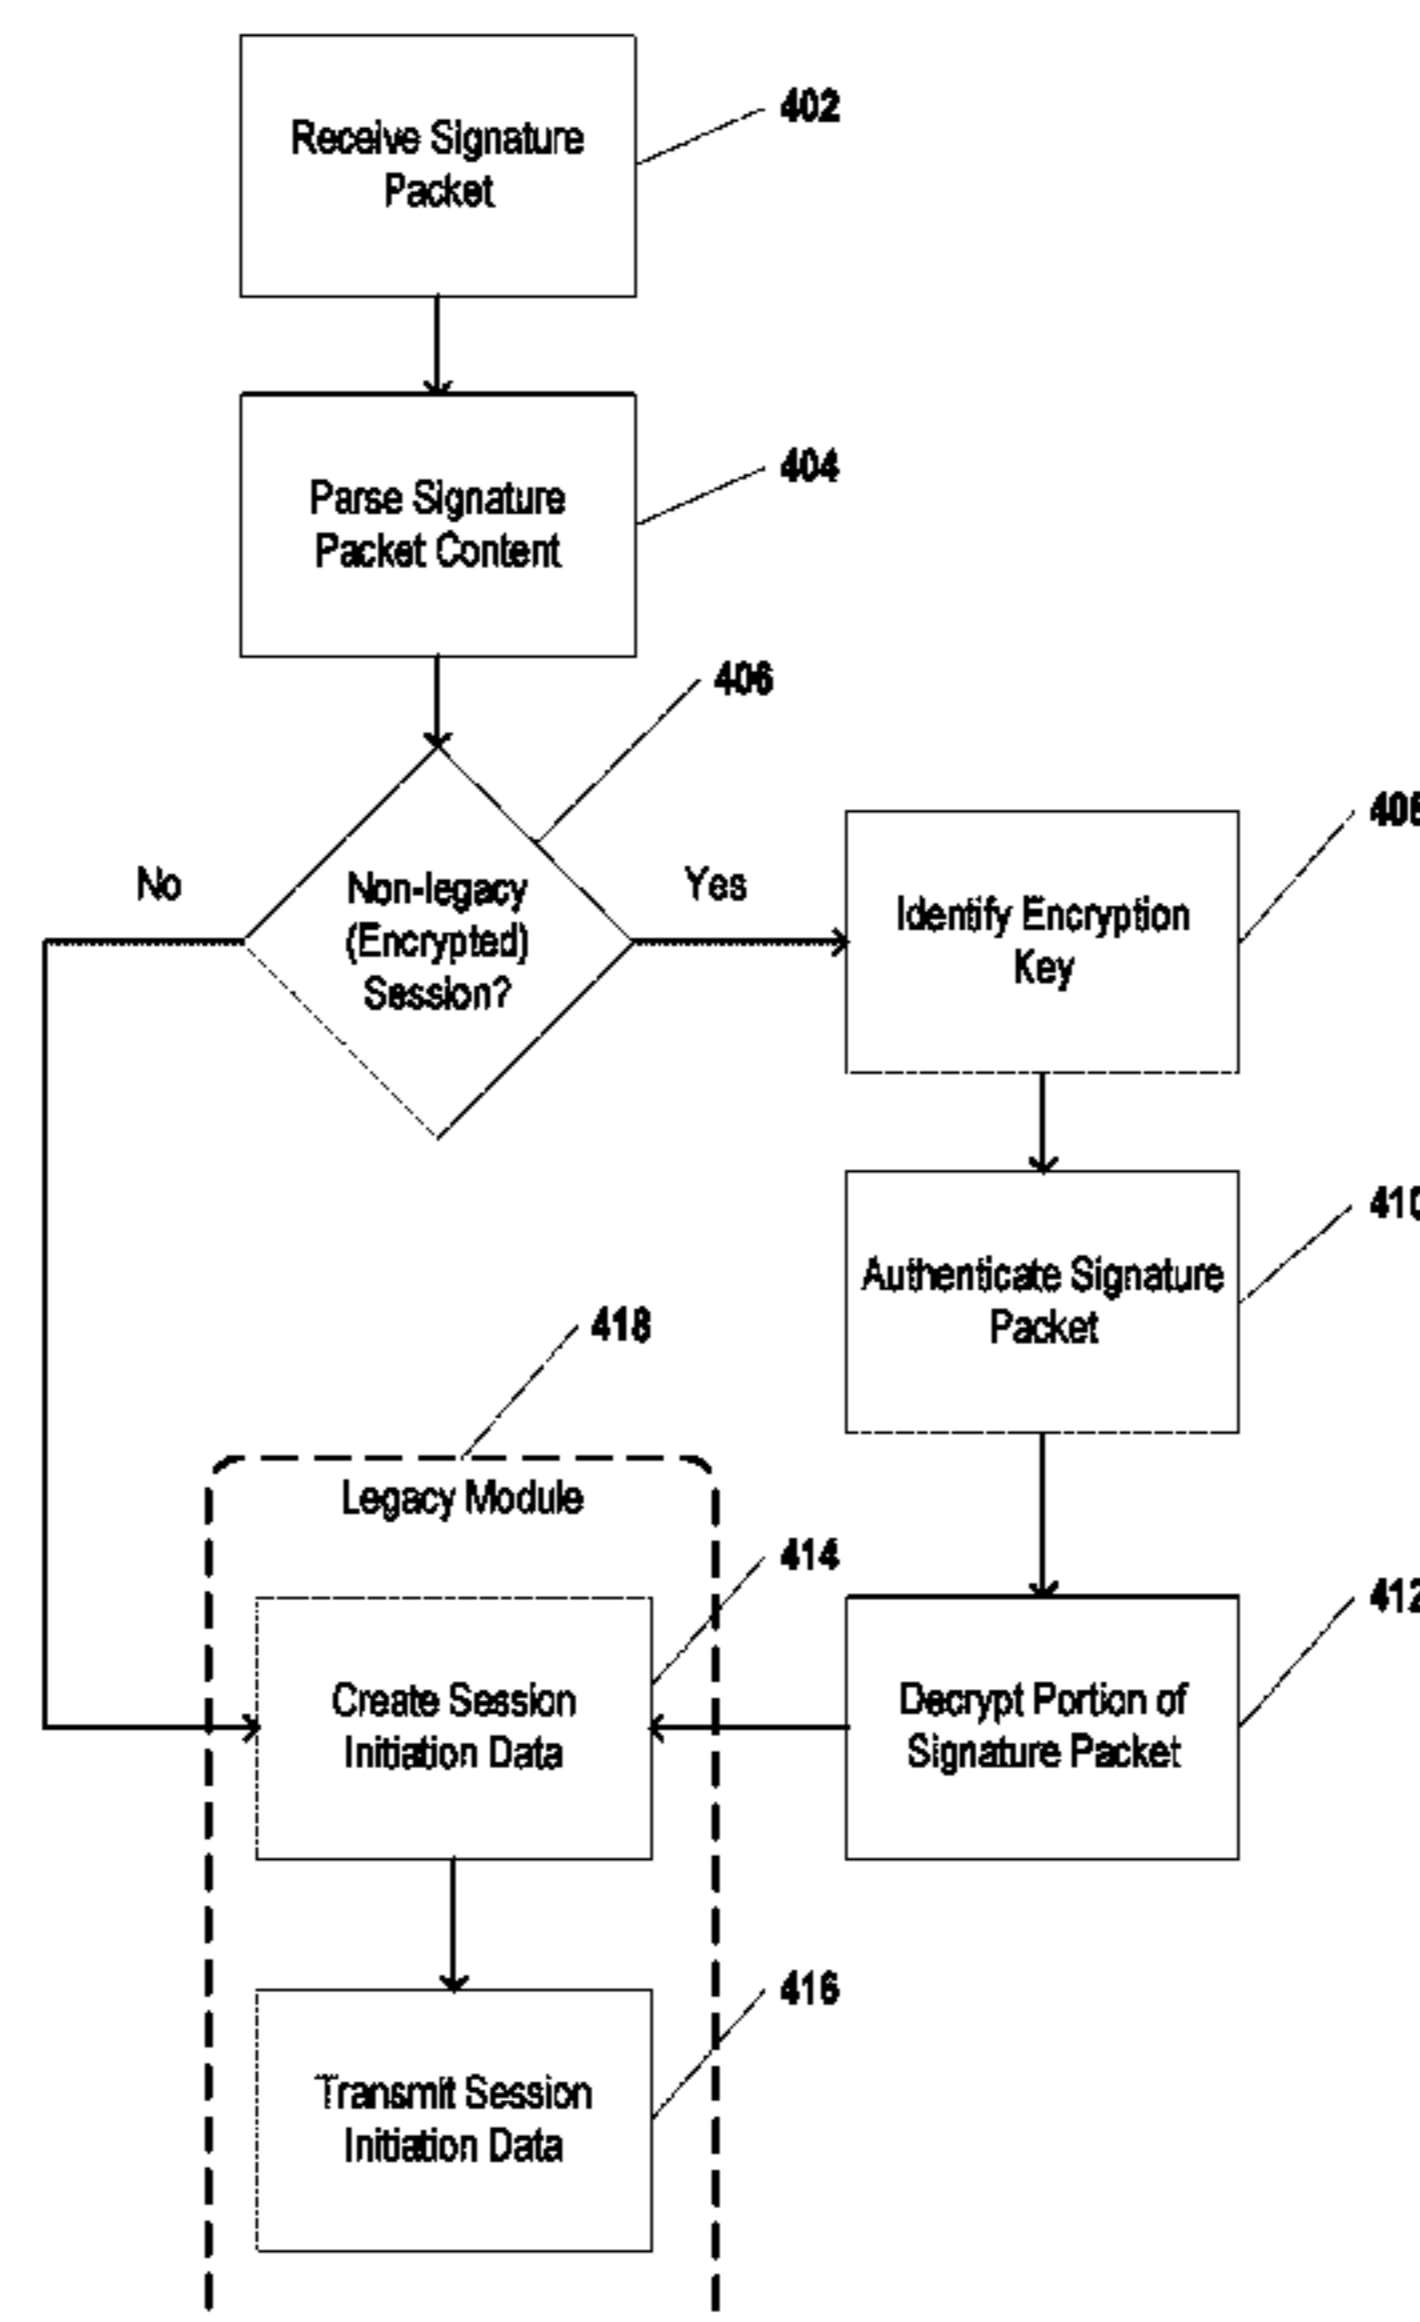 Receive Signature
Packet
402
Parse Signature
Packet Content
404
406
No
Non-legacy
(Encrypted)
Session?
Yes
Identify Encryption
Key
Authenticate Signature
Packet
418
Legacy Module
414
Create Session
Initiation Data
Decrypt Portion of
Signature Packet
412
416
Transmit Session
Initiation Data